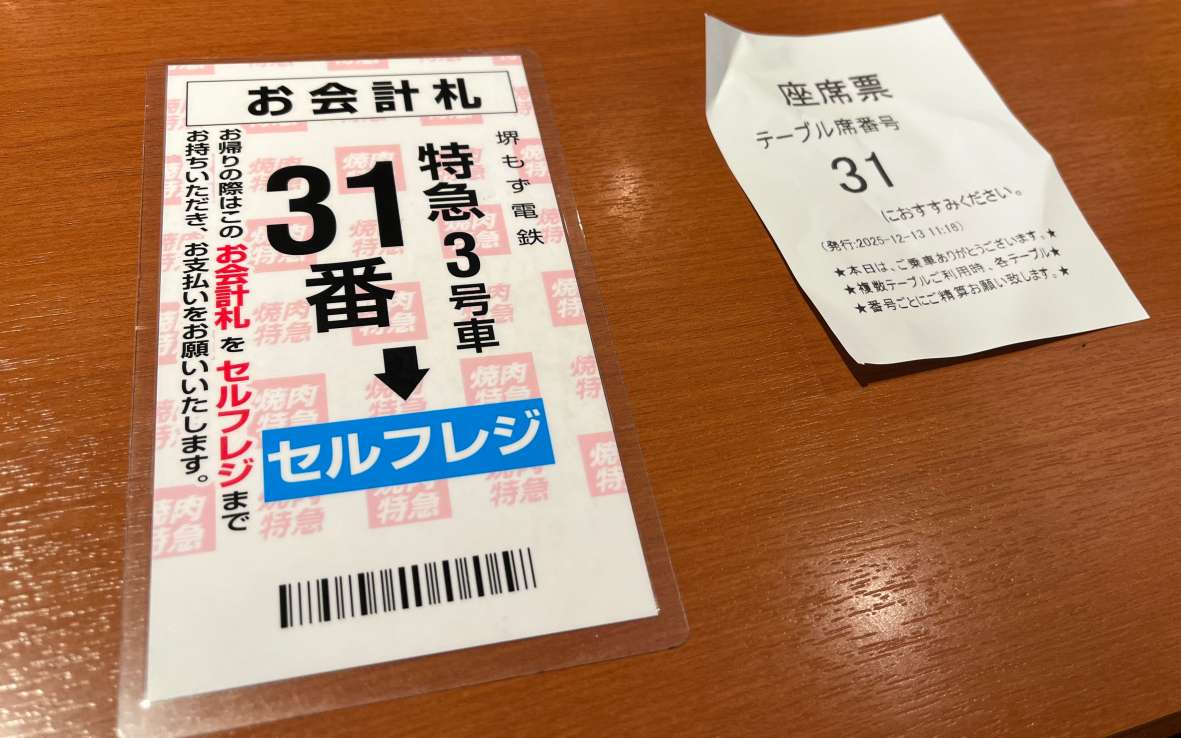 お会計札
堺もず電鉄
特急3号車
31
番
セルフレジ
お帰りの際はこのお会計札をセルフレジまで
お持ちいただき、お支払いをお願いいたします。
焼肉
特急
座席票
テーブル席番号
31
におすすみください。
(発行:2025-12-13 11:18)
★本日は、ご乗車ありがとうございます。★
★複数テーブルご利用時、各テーブル★
★番号ごとにご精算お願い致します。★